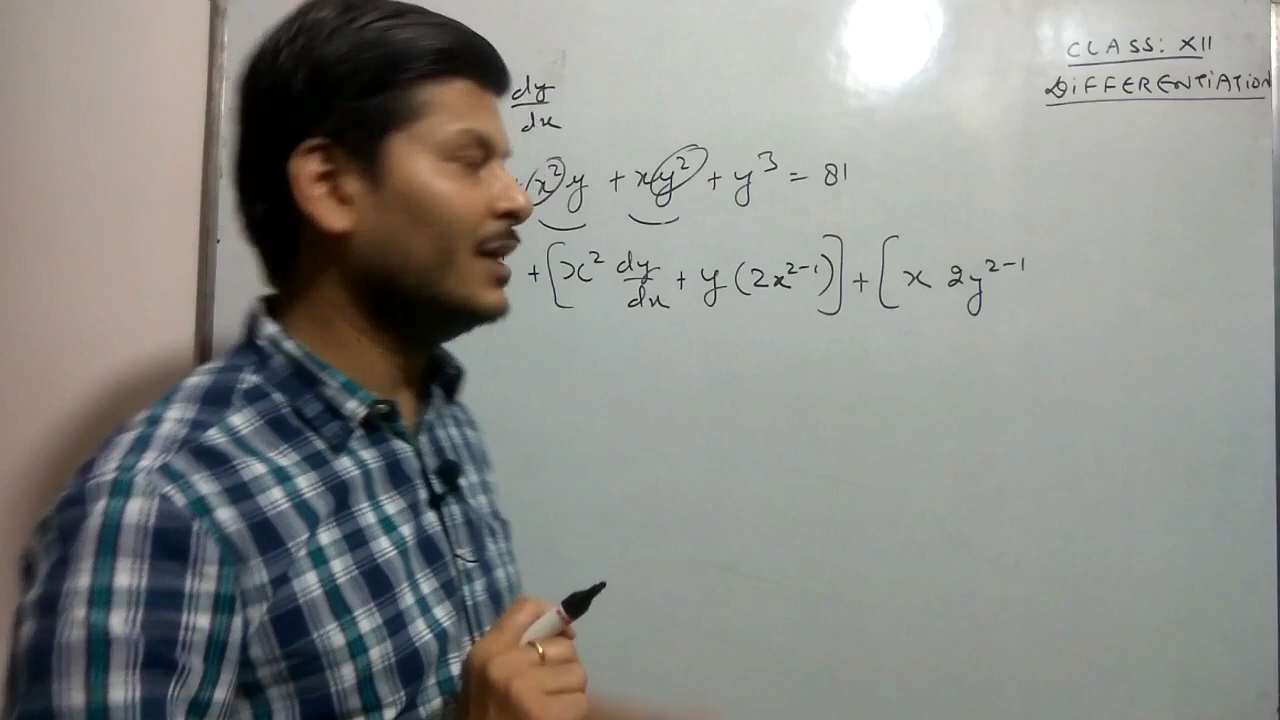 CLASS: XII
DIFFERENTIATION
dy/dx
x²y + xy² + y³ = 81
+ [x² dy/dx + y (2x²⁻¹)] + [x 2y²⁻¹